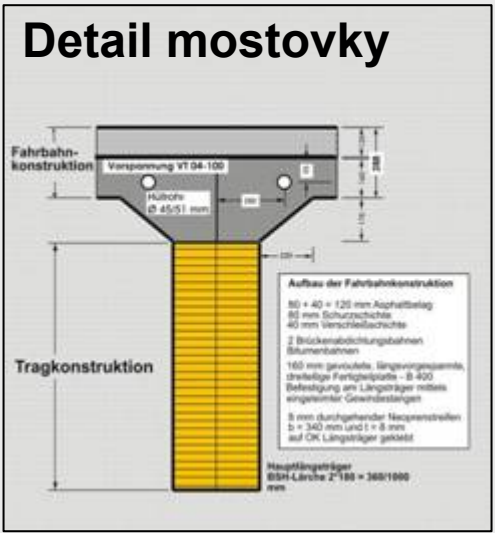 Detail mostovky
Fahrbahn-
konstruktion
Vorspannung VT 04-100
Hüllrohr
Ø 45/51 mm
Tragkonstruktion
Aufbau der Fahrbahnkonstruktion
80 + 40 = 120 mm Asphaltbelag
80 mm Schutzschichte
40 mm Verschleißschichte
2 Brückenabdichtungsbahnen
Bitumenbahnen
160 mm gevoutete, längsvorgespannte,
dreiteilige Fertigteilplatte - B 400
Befestigung am Längsträger mittels
eingeleimter Gewindestangen
8 mm durchgehender Neoprenstreifen
b = 340 mm und t = 8 mm
auf OK Längsträger geklebt
Hauptlängsträger
BSH-Lärche 2*180 = 360/1000
mm